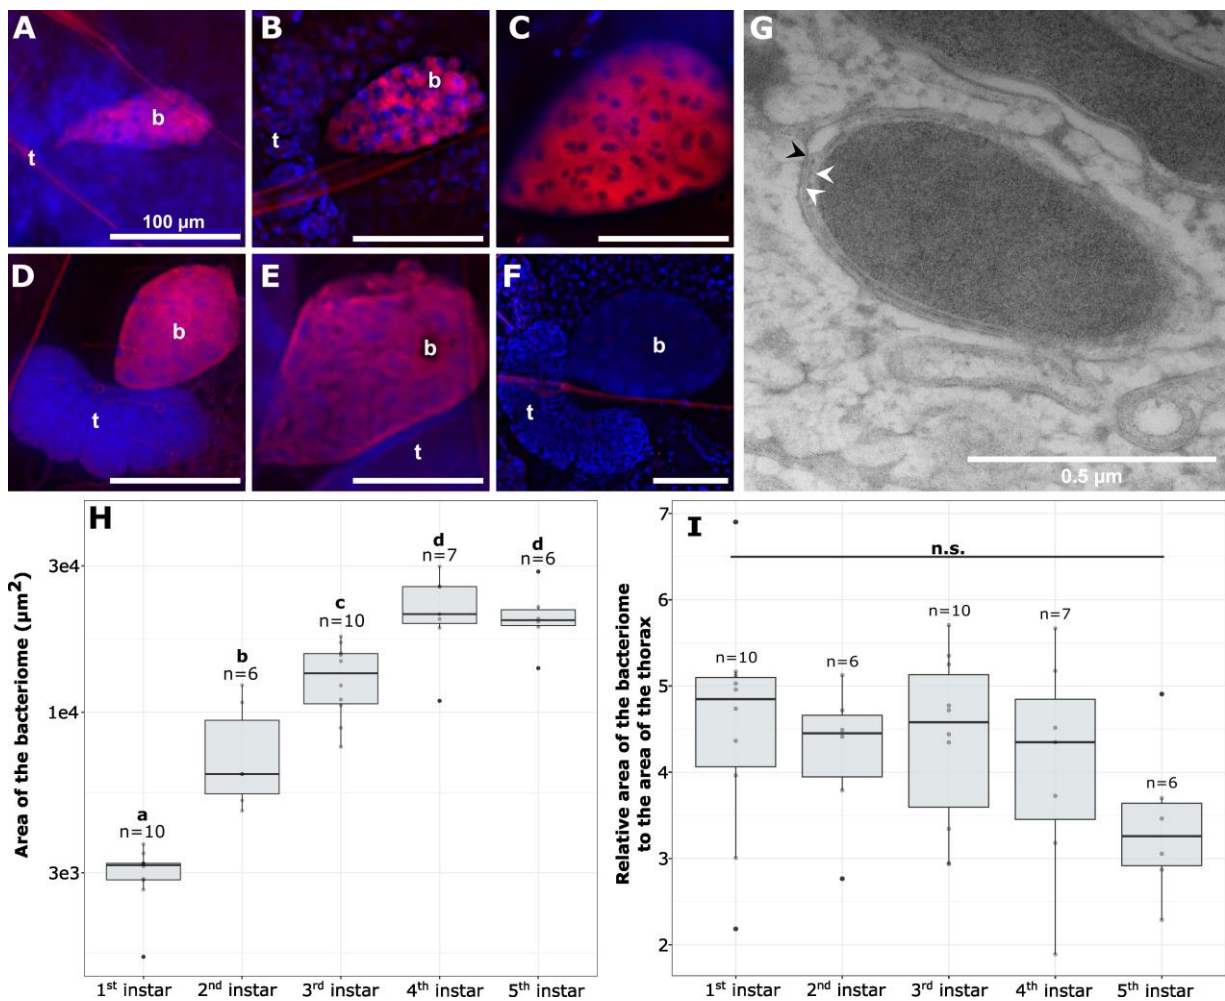 A
b
t
100 µm
B
b
t
C
G
D
b
t
E
b
t
F
b
t
0.5 µm
H
Area of the bacteriome (µm²)
3e4
1e4
3e3
a
n=10
b
n=6
c
n=10
d
n=7
d
n=6
1st instar
2nd instar
3rd instar
4th instar
5th instar
I
Relative area of the bacteriome
to the area of the thorax
7
6
5
4
3
2
n.s.
n=10
n=6
n=10
n=7
n=6
1st instar
2nd instar
3rd instar
4th instar
5th instar